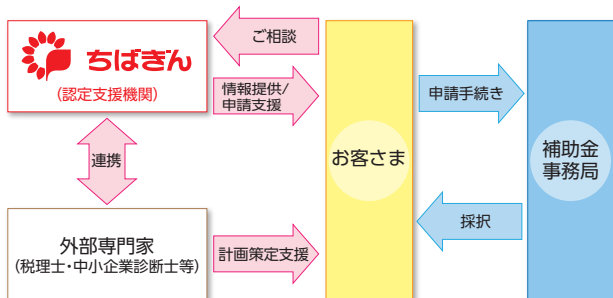 ちばぎん
(認定支援機関)
ご相談
情報提供/
申請支援
連携
お客さま
申請手続き
補助金
事務局
採択
外部専門家
(税理士・中小企業診断士等)
計画策定支援